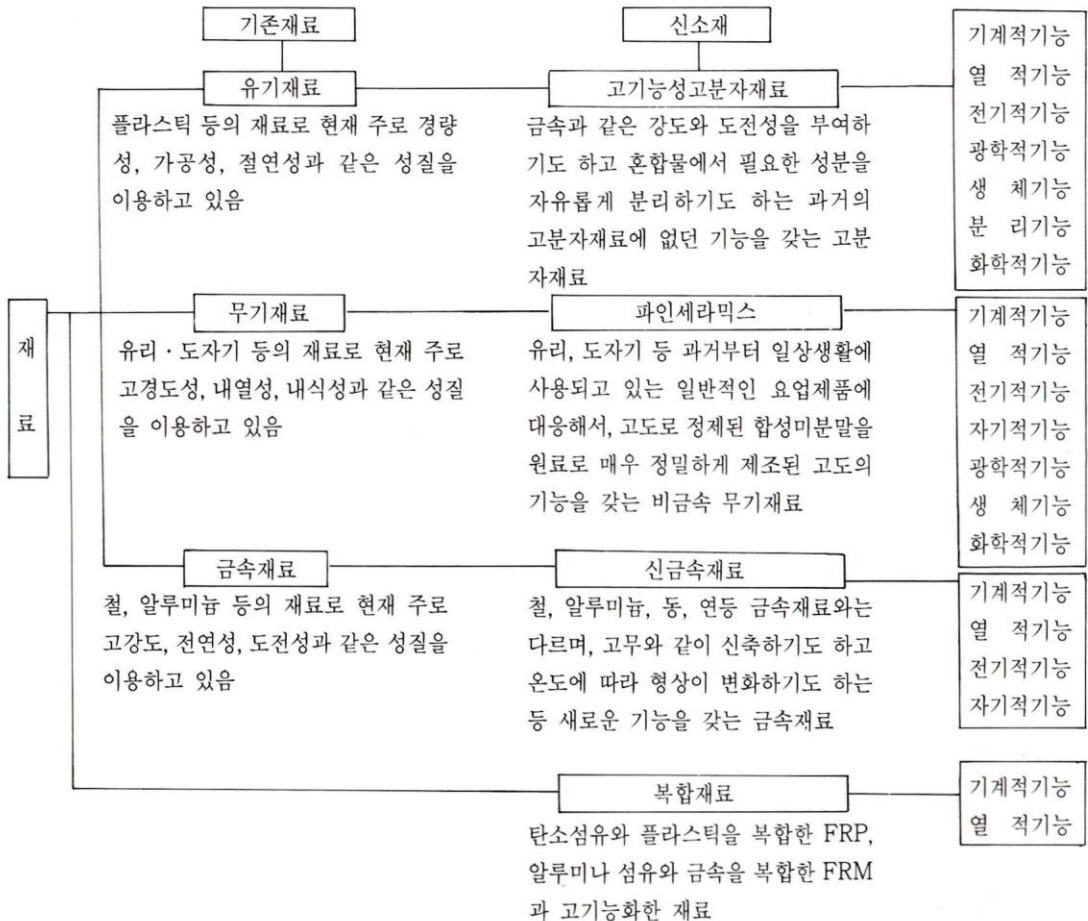 기존재료
신소재
유기재료
플라스틱 등의 재료로 현재 주로 경량
성, 가공성, 절연성과 같은 성질을
이용하고 있음
고기능성고분자재료
금속과 같은 강도와 도전성을 부여하
기도 하고 혼합물에서 필요한 성분을
자유롭게 분리하기도 하는 과거의
고분자재료에 없던 기능을 갖는 고분
자재료
기계적기능
열 적기능
전기적기능
광학적기능
생 체기능
분 리기능
화학적기능
재
료
무기재료
유리·도자기 등의 재료로 현재 주로
고경도성, 내열성, 내식성과 같은 성질
을 이용하고 있음
파인세라믹스
유리, 도자기 등 과거부터 일상생활에
사용되고 있는 일반적인 요업제품에
대응해서, 고도로 정제된 합성미분말을
원료로 매우 정밀하게 제조된 고도의
기능을 갖는 비금속 무기재료
기계적기능
열 적기능
전기적기능
자기적기능
광학적기능
생 체기능
화학적기능
금속재료
철, 알루미늄 등의 재료로 현재 주로
고강도, 전연성, 도전성과 같은 성질을
이용하고 있음
신금속재료
철, 알루미늄, 동, 연등 금속재료와는
다르며, 고무와 같이 신축하기도 하고
온도에 따라 형상이 변화하기도 하는
등 새로운 기능을 갖는 금속재료
기계적기능
열 적기능
전기적기능
자기적기능
복합재료
탄소섬유와 플라스틱을 복합한 FRP,
알루미나 섬유와 금속을 복합한 FRM
과 고기능화한 재료
기계적기능
열 적기능